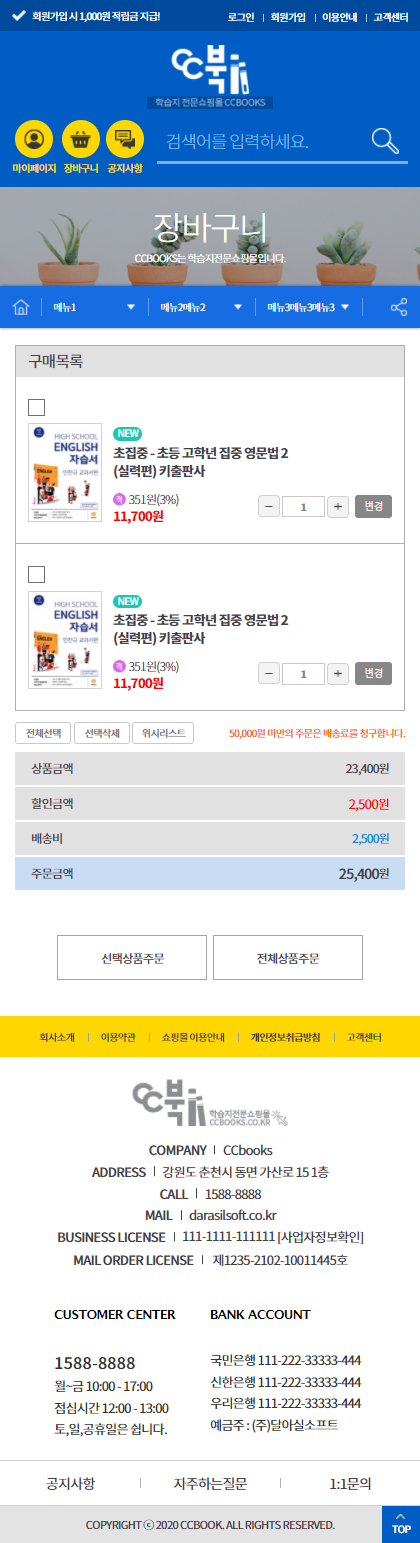 회원가입 시 1,000원 적립금 지급!
로그인 | 회원가입 | 이용안내 | 고객센터
cc북
학습지 전문쇼핑몰 CCBOOKS
마이페이지 장바구니 공지사항
검색어를 입력하세요.
장바구니
CCBOOKS는 학습지전문쇼핑몰입니다.
메뉴1 메뉴2메뉴2 메뉴3메뉴3메뉴3
구매목록
HIGH SCHOOL
ENGLISH
자습서
민인국 교과서편
ENGLISH
NEW
초집중 - 초등 고학년 집중 영문법 2
(실력편) 키출판사
적 351원(3%)
11,700원
- 1 + 변경
HIGH SCHOOL
ENGLISH
자습서
민인국 교과서편
ENGLISH
NEW
초집중 - 초등 고학년 집중 영문법 2
(실력편) 키출판사
적 351원(3%)
11,700원
- 1 + 변경
전체선택 선택삭제 위시리스트
50,000원 미만의 주문은 배송료를 청구합니다.
상품금액 23,400원
할인금액 2,500원
배송비 2,500원
주문금액 25,400원
선택상품주문 전체상품주문
회사소개 | 이용약관 | 쇼핑몰 이용안내 | 개인정보취급방침 | 고객센터
cc북
학습지전문쇼핑몰
CCBOOKS.CO.KR
COMPANY | CCbooks
ADDRESS | 강원도 춘천시 동면 가산로 15 1층
CALL | 1588-8888
MAIL | darasilsoft.co.kr
BUSINESS LICENSE | 111-1111-111111 [사업자정보확인]
MAIL ORDER LICENSE | 제1235-2102-10011445호
CUSTOMER CENTER
1588-8888
월~금 10:00 - 17:00
점심시간 12:00 - 13:00
토,일,공휴일은 쉽니다.
BANK ACCOUNT
국민은행 111-222-33333-444
신한은행 111-222-33333-444
우리은행 111-222-33333-444
예금주 : (주)달아실소프트
공지사항 | 자주하는질문 | 1:1문의
COPYRIGHT ⓒ 2020 CCBOOK. ALL RIGHTS RESERVED.
TOP